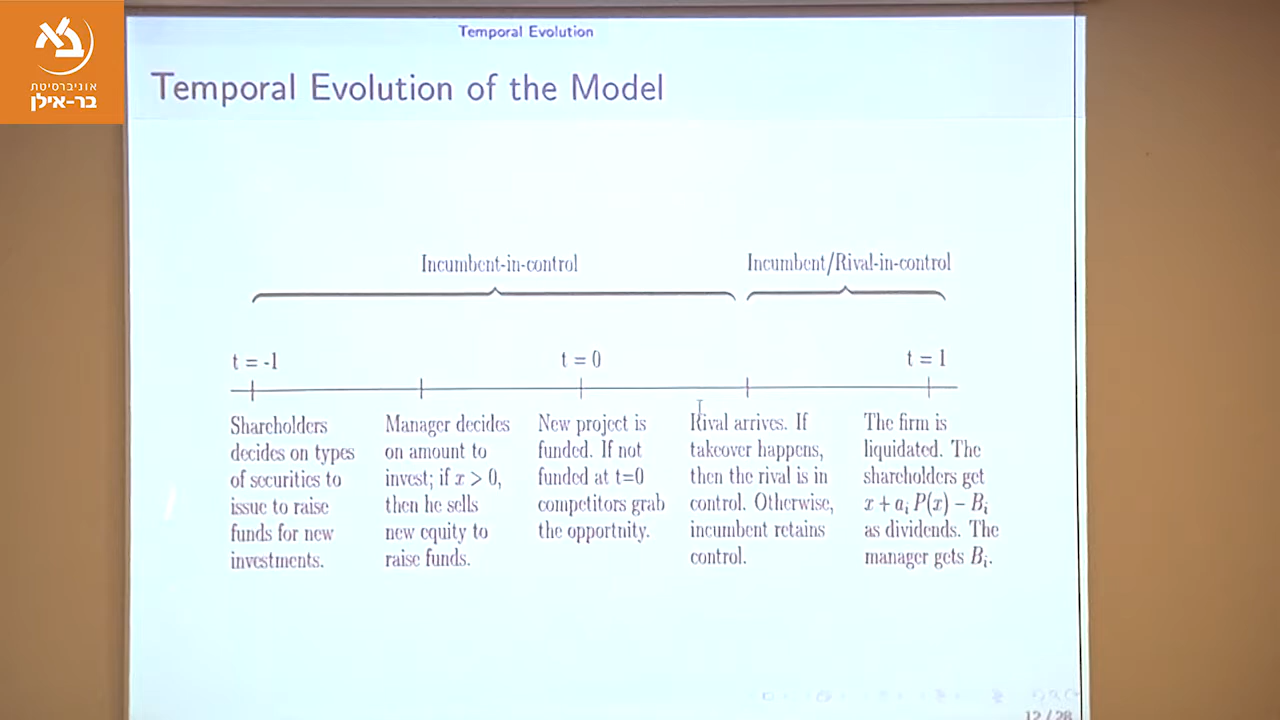 אוניברסיטת
בר-אילן
Temporal Evolution
Temporal Evolution of the Model
Incumbent-in-control
Incumbent/Rival-in-control
t = -1
t = 0
t = 1
Shareholders
decides on types
of securities to
issue to raise
funds for new
investments.
Manager decides
on amount to
invest; if x > 0,
then he sells
new equity to
raise funds.
New project is
funded. If not
funded at t=0
competitors grab
the opportnity.
Rival arrives. If
takeover happens,
then the rival is in
control. Otherwise,
incumbent retains
control.
The firm is
liquidated. The
shareholders get
x + aᵢ P(x) − Bᵢ
as dividends. The
manager gets Bᵢ.
12 / 28